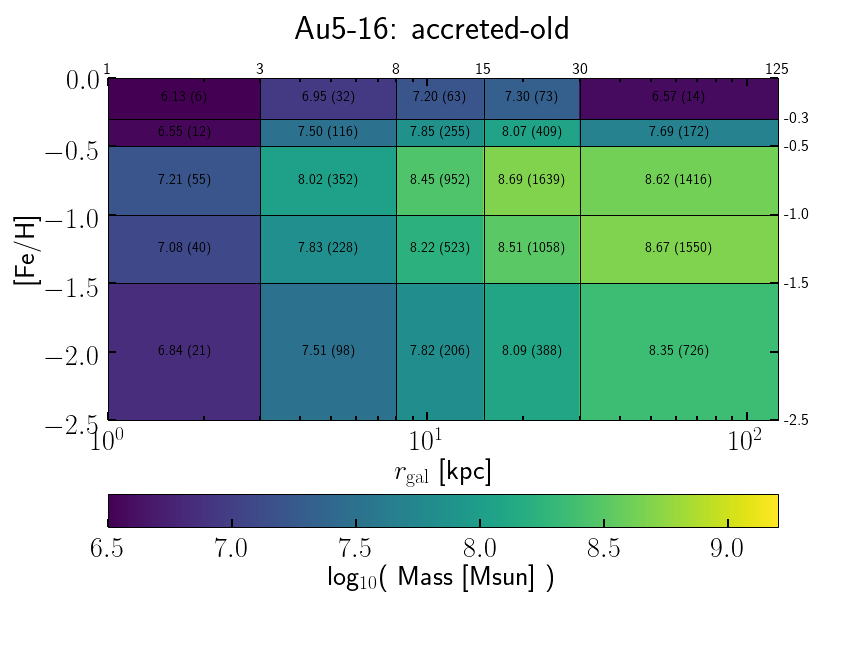 Au5-16: accreted-old
1 3 8 15 30 125
0.0
6.13 (6) 6.95 (32) 7.20 (63) 7.30 (73) 6.57 (14)
-0.3
6.55 (12) 7.50 (116) 7.85 (255) 8.07 (409) 7.69 (172)
−0.5 -0.5
7.21 (55) 8.02 (352) 8.45 (952) 8.69 (1639) 8.62 (1416)
−1.0 -1.0
[Fe/H]
7.08 (40) 7.83 (228) 8.22 (523) 8.51 (1058) 8.67 (1550)
−1.5 -1.5
6.84 (21) 7.51 (98) 7.82 (206) 8.09 (388) 8.35 (726)
−2.0
−2.5 -2.5
10⁰ 10¹ 10²
r_gal [kpc]
6.5 7.0 7.5 8.0 8.5 9.0
log₁₀( Mass [Msun] )